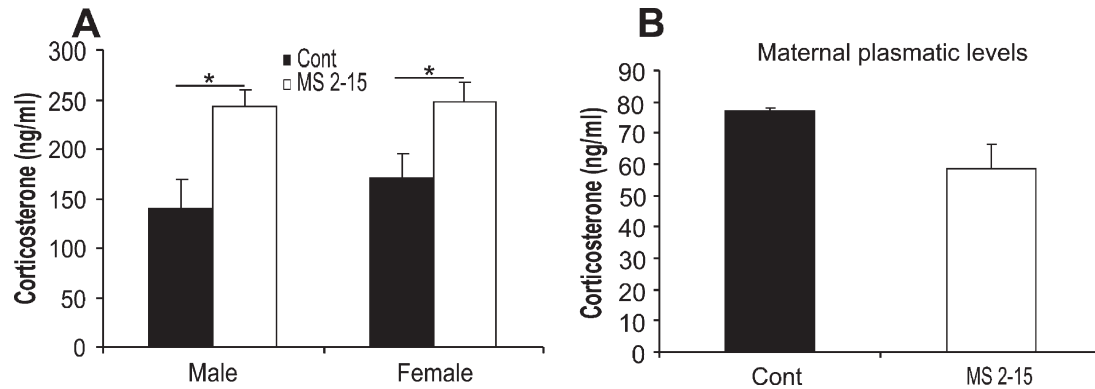 A
Corticosterone (ng/ml)
300
250
200
150
100
50
0
Cont
MS 2-15
*
*
Male
Female
B
Maternal plasmatic levels
Corticosterone (ng/ml)
90
80
70
60
50
40
30
20
10
0
Cont
MS 2-15